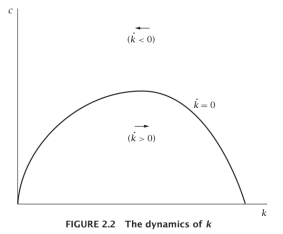 c
(k̇ < 0)
k̇ = 0
(k̇ > 0)
k
FIGURE 2.2 The dynamics of k